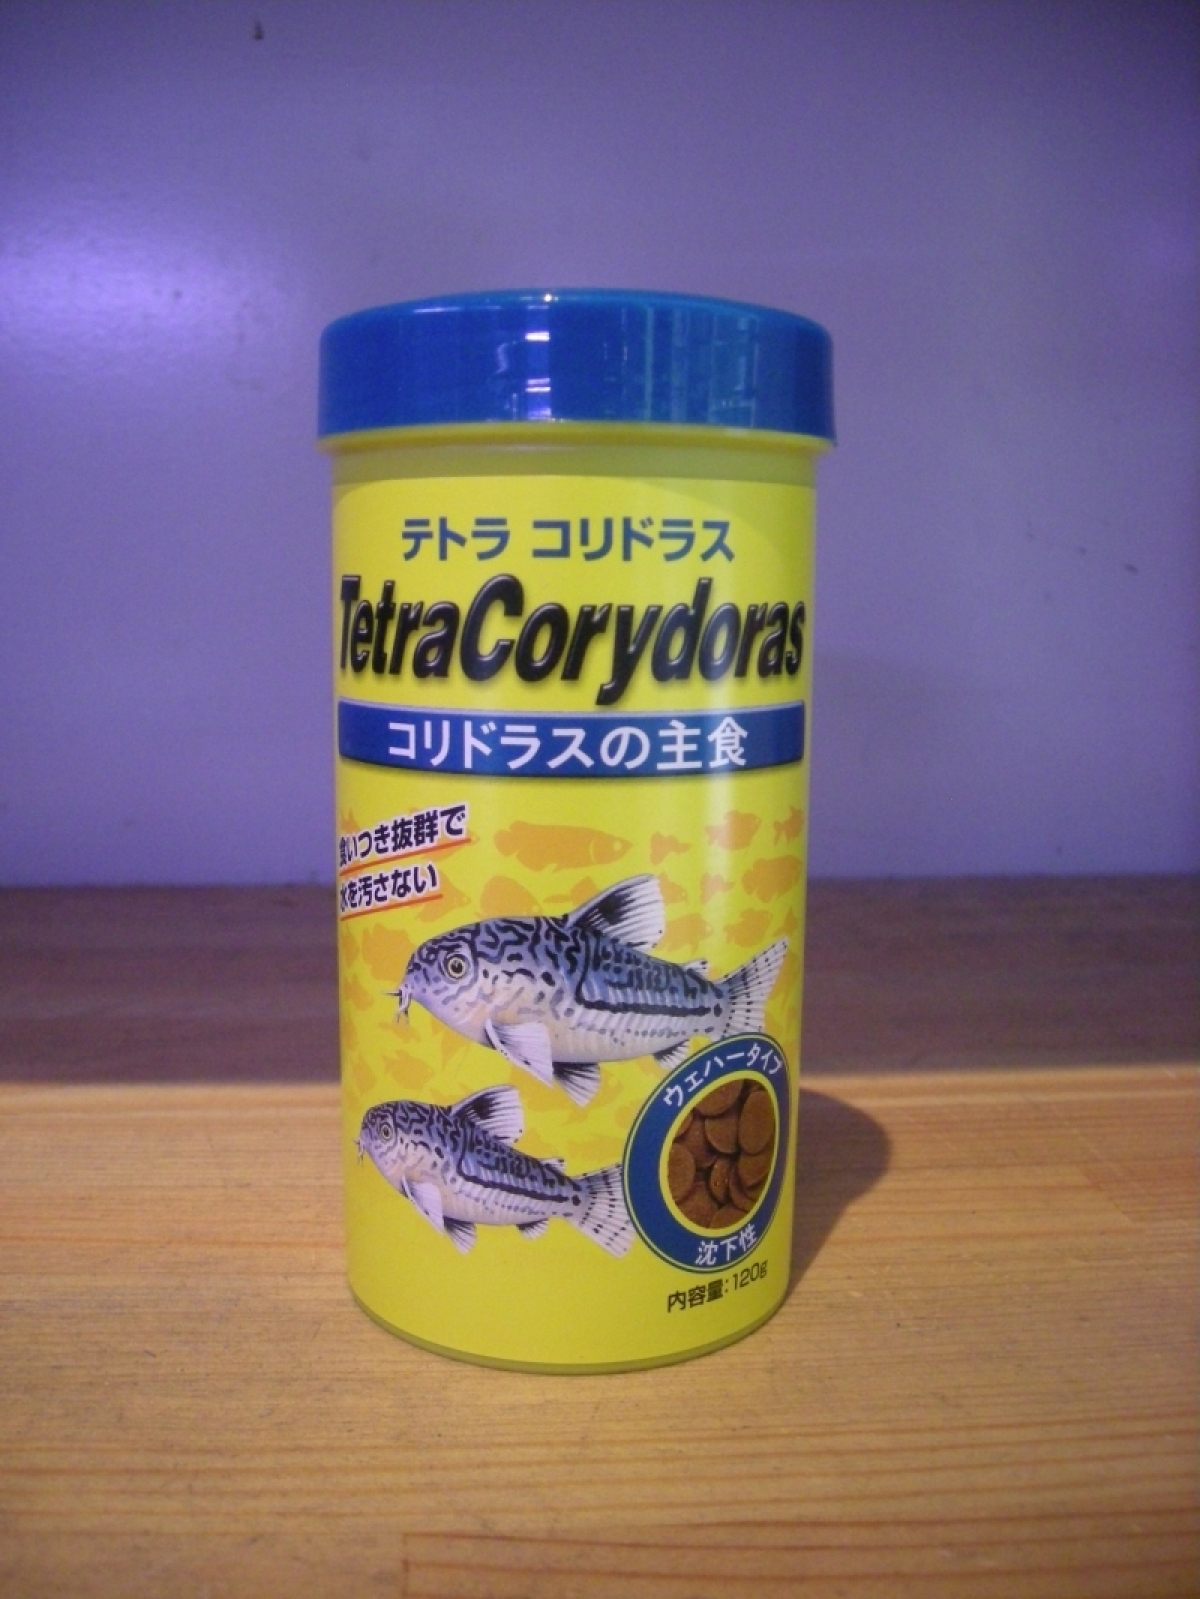 テトラ コリドラス
TetraCorydoras
コリドラスの主食
食いつき抜群で
水を汚さない
ウェハータイプ
沈下性
内容量:120g